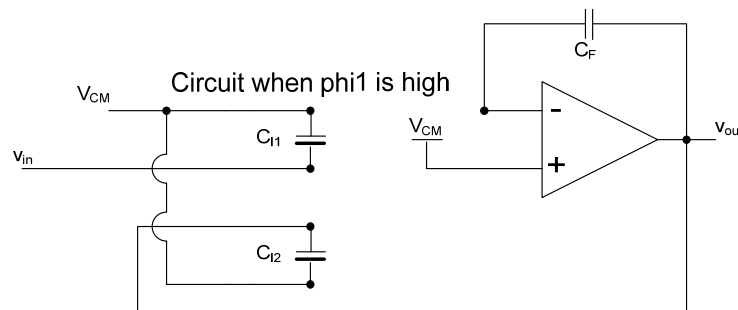 Circuit when phi1 is high
V_CM
C_I1
v_in
C_I2
C_F
V_CM
-
+
v_ou